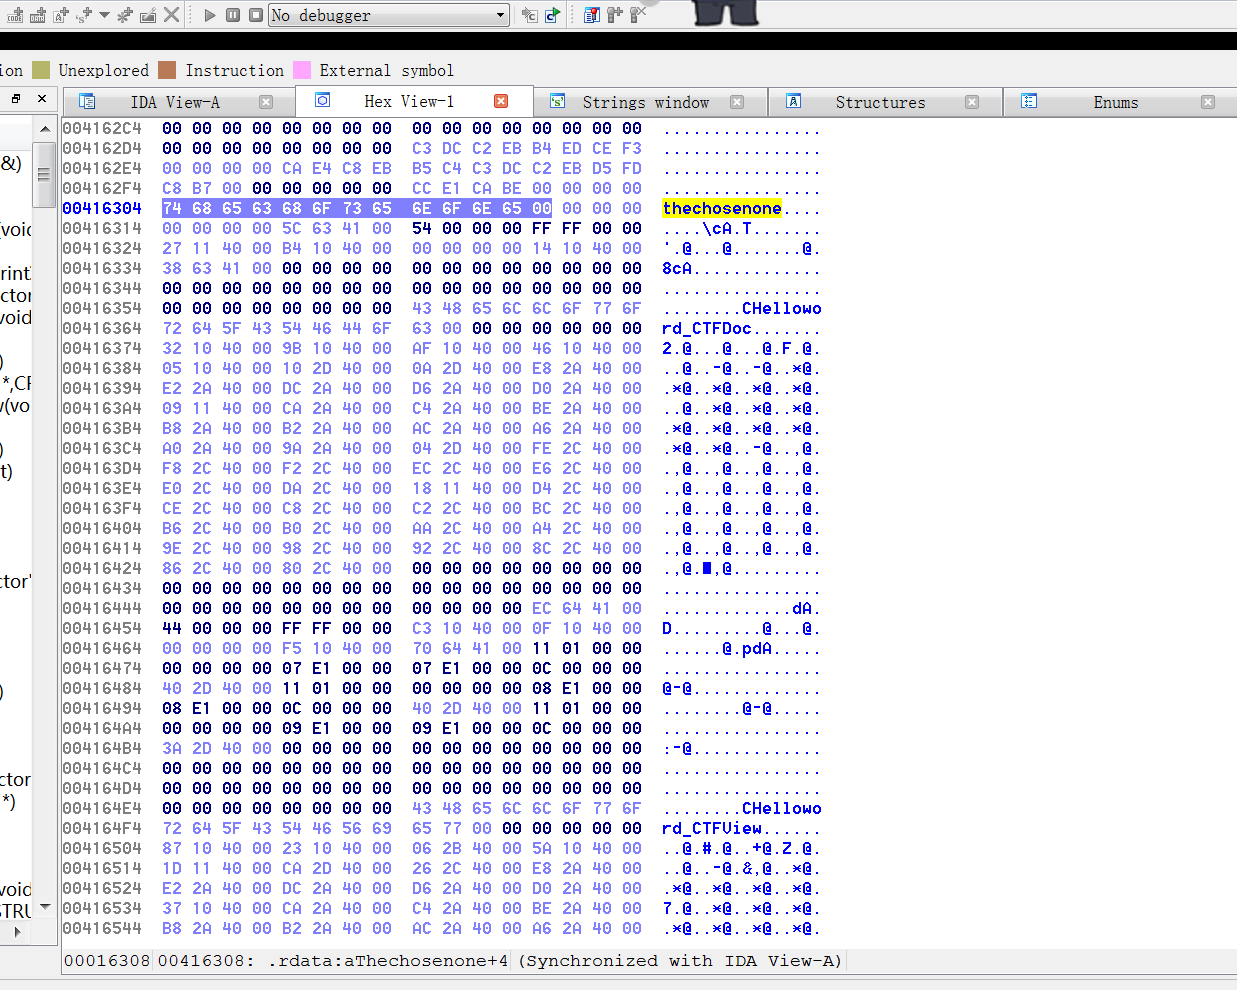 No debugger
ion Unexplored Instruction External symbol
IDA View-A Hex View-1 Strings window Structures Enums
&)
(void
rint
ctor
void
)
*,CF
(vo
)
t)
ctor'
)
ctor
*)
void
STRU
004162C4 00 00 00 00 00 00 00 00 00 00 00 00 00 00 00 00 ................
004162D4 00 00 00 00 00 00 00 00 C3 DC C2 EB B4 ED CE F3 ................
004162E4 00 00 00 00 CA E4 C8 EB B5 C4 C3 DC C2 EB D5 FD ................
004162F4 C8 B7 00 00 00 00 00 00 CC E1 CA BE 00 00 00 00 ................
00416304 74 68 65 63 68 6F 73 65 6E 6F 6E 65 00 00 00 00 thechosenone....
00416314 00 00 00 00 5C 63 41 00 54 00 00 00 FF FF 00 00 ....\cA.T.......
00416324 27 11 40 00 B4 10 40 00 00 00 00 00 14 10 40 00 '.@...@.......@.
00416334 38 63 41 00 00 00 00 00 00 00 00 00 00 00 00 00 8cA.............
00416344 00 00 00 00 00 00 00 00 00 00 00 00 00 00 00 00 ................
00416354 00 00 00 00 00 00 00 00 43 48 65 6C 6C 6F 77 6F ........CHellowo
00416364 72 64 5F 43 54 46 44 6F 63 00 00 00 00 00 00 00 rd_CTFDoc.......
00416374 32 10 40 00 9B 10 40 00 AF 10 40 00 46 10 40 00 2.@...@...@.F.@.
00416384 05 10 40 00 10 2D 40 00 0A 2D 40 00 E8 2A 40 00 ..@..-@..-@..*@.
00416394 E2 2A 40 00 DC 2A 40 00 D6 2A 40 00 D0 2A 40 00 .*@..*@..*@..*@.
004163A4 09 11 40 00 CA 2A 40 00 C4 2A 40 00 BE 2A 40 00 ..@..*@..*@..*@.
004163B4 B8 2A 40 00 B2 2A 40 00 AC 2A 40 00 A6 2A 40 00 .*@..*@..*@..*@.
004163C4 A0 2A 40 00 9A 2A 40 00 04 2D 40 00 FE 2C 40 00 .*@..*@..-@..,@.
004163D4 F8 2C 40 00 F2 2C 40 00 EC 2C 40 00 E6 2C 40 00 .,@..,@..,@..,@.
004163E4 E0 2C 40 00 DA 2C 40 00 18 11 40 00 D4 2C 40 00 .,@..,@...@..,@.
004163F4 CE 2C 40 00 C8 2C 40 00 C2 2C 40 00 BC 2C 40 00 .,@..,@..,@..,@.
00416404 B6 2C 40 00 B0 2C 40 00 AA 2C 40 00 A4 2C 40 00 .,@..,@..,@..,@.
00416414 9E 2C 40 00 98 2C 40 00 92 2C 40 00 8C 2C 40 00 .,@..,@..,@..,@.
00416424 86 2C 40 00 80 2C 40 00 00 00 00 00 00 00 00 00 .,@.■,@.........
00416434 00 00 00 00 00 00 00 00 00 00 00 00 00 00 00 00 ................
00416444 00 00 00 00 00 00 00 00 00 00 00 00 EC 64 41 00 .............dA.
00416454 44 00 00 00 FF FF 00 00 C3 10 40 00 0F 10 40 00 D.........@...@.
00416464 00 00 00 00 F5 10 40 00 70 64 41 00 11 01 00 00 ......@.pdA.....
00416474 00 00 00 00 07 E1 00 00 07 E1 00 00 0C 00 00 00 ................
00416484 40 2D 40 00 11 01 00 00 00 00 00 00 08 E1 00 00 @-@.............
00416494 08 E1 00 00 0C 00 00 00 40 2D 40 00 11 01 00 00 ........@-@.....
004164A4 00 00 00 00 09 E1 00 00 09 E1 00 00 0C 00 00 00 ................
004164B4 3A 2D 40 00 00 00 00 00 00 00 00 00 00 00 00 00 :-@.............
004164C4 00 00 00 00 00 00 00 00 00 00 00 00 00 00 00 00 ................
004164D4 00 00 00 00 00 00 00 00 00 00 00 00 00 00 00 00 ................
004164E4 00 00 00 00 00 00 00 00 43 48 65 6C 6C 6F 77 6F ........CHellowo
004164F4 72 64 5F 43 54 46 56 69 65 77 00 00 00 00 00 00 rd_CTFView......
00416504 87 10 40 00 23 10 40 00 06 2B 40 00 5A 10 40 00 ..@.#.@..+@.Z.@.
00416514 1D 11 40 00 CA 2D 40 00 26 2C 40 00 E8 2A 40 00 ..@..-@.&,@..*@.
00416524 E2 2A 40 00 DC 2A 40 00 D6 2A 40 00 D0 2A 40 00 .*@..*@..*@..*@.
00416534 37 10 40 00 CA 2A 40 00 C4 2A 40 00 BE 2A 40 00 7.@..*@..*@..*@.
00416544 B8 2A 40 00 B2 2A 40 00 AC 2A 40 00 A6 2A 40 00 .*@..*@..*@..*@.
00016308 00416308: .rdata:aThechosenone+4 (Synchronized with IDA View-A)